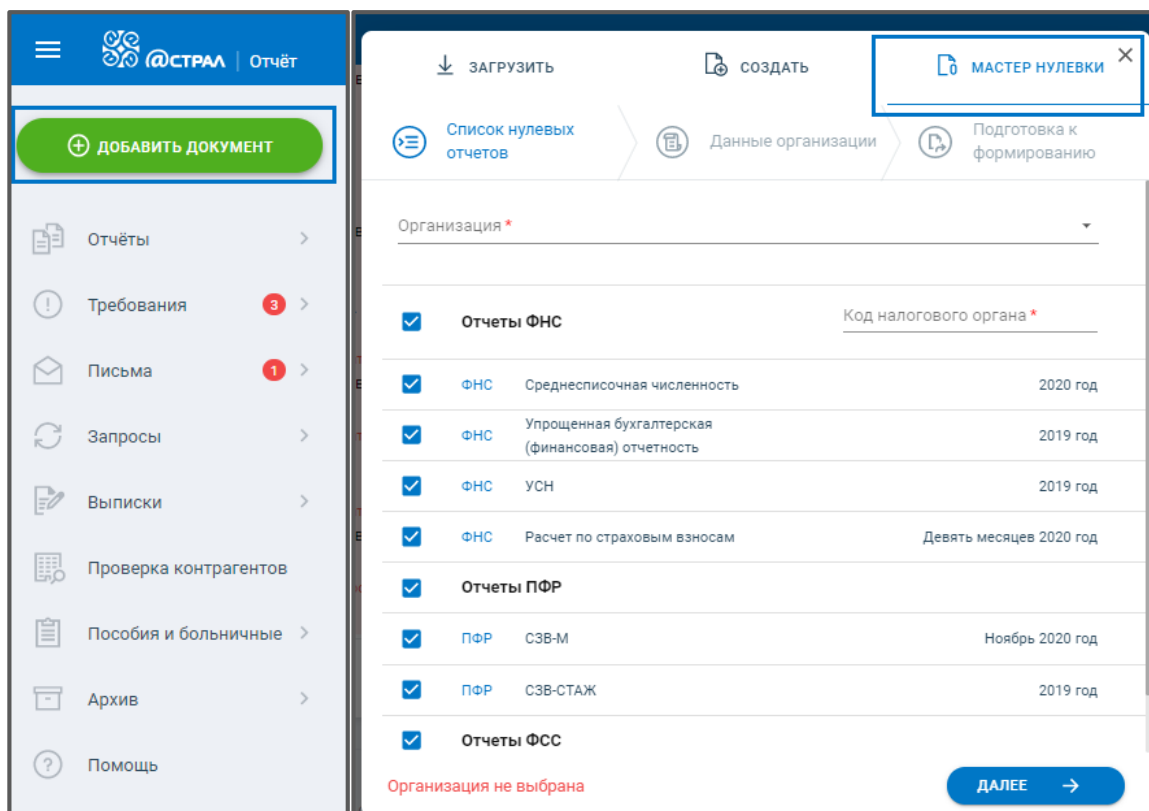 @СТРАЛ | Отчёт
ДОБАВИТЬ ДОКУМЕНТ
Отчёты
Требования 3
Письма 1
Запросы
Выписки
Проверка контрагентов
Пособия и больничные
Архив
Помощь
ЗАГРУЗИТЬ
СОЗДАТЬ
МАСТЕР НУЛЕВКИ
Список нулевых
отчетов
Данные организации
Подготовка к
формированию
Организация *
Отчеты ФНС
Код налогового органа *
ФНС Среднесписочная численность 2020 год
ФНС Упрощенная бухгалтерская
(финансовая) отчетность 2019 год
ФНС УСН 2019 год
ФНС Расчет по страховым взносам Девять месяцев 2020 год
Отчеты ПФР
ПФР СЗВ-М Ноябрь 2020 год
ПФР СЗВ-СТАЖ 2019 год
Отчеты ФСС
Организация не выбрана
ДАЛЕЕ